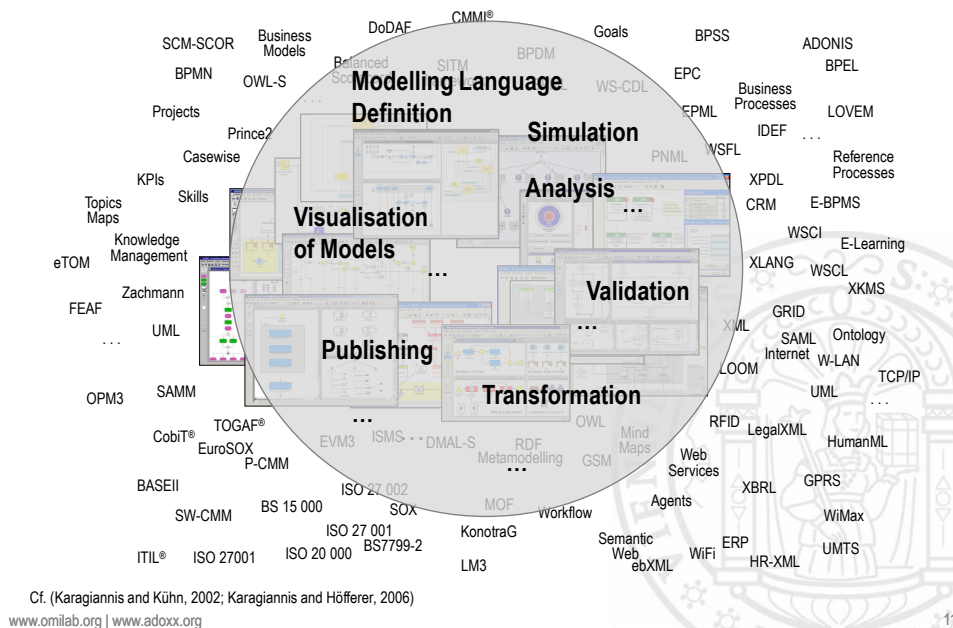 CMMI®
DoDAF
Goals
BPSS
Business
Models
SCM-SCOR
ADONIS
BPDM
BPEL
SITM
Balanced
BPMN
OWL-S
EPC
Modelling Language
Definition
WS-CDL
Business
Processes
. . .
Projects
EPML
LOVEM
Prince2
Simulation
IDEF
. . .
WSFL
Casewise
PNML
Reference
Processes
KPIs
Skills
Analysis
...
XPDL
CRM
E-BPMS
Topics
Maps
Visualisation
of Models
WSCI
Knowledge
Management
E-Learning
eTOM
...
XLANG
WSCL
Zachmann
Validation
XKMS
FEAF
GRID
UML
...
XML
SAML
Ontology
. . .
Publishing
Internet
W-LAN
LOOM
TCP/IP
OPM3
SAMM
Transformation
UML
. . .
...
TOGAF®
OWL
RFID
LegalXML
CobiT®
EuroSOX
EVM3
ISMS
...
DMAL-S
RDF
Metamodelling
...
Mind
Maps
HumanML
P-CMM
GSM
Web
Services
BASEII
ISO 27 002
XBRL
GPRS
SW-CMM
BS 15 000
SOX
MOF
Workflow
Agents
WiMax
ISO 27 001
KonotraG
ITIL®
ISO 27001
ISO 20 000
BS7799-2
Semantic
Web
WiFi
ERP
UMTS
LM3
ebXML
HR-XML
Cf. (Karagiannis and Kühn, 2002; Karagiannis and Höfferer, 2006)
www.omilab.org | www.adoxx.org
11